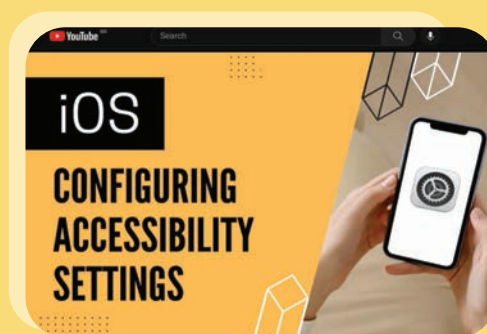 YouTube
Search
iOS
CONFIGURING
ACCESSIBILITY
SETTINGS